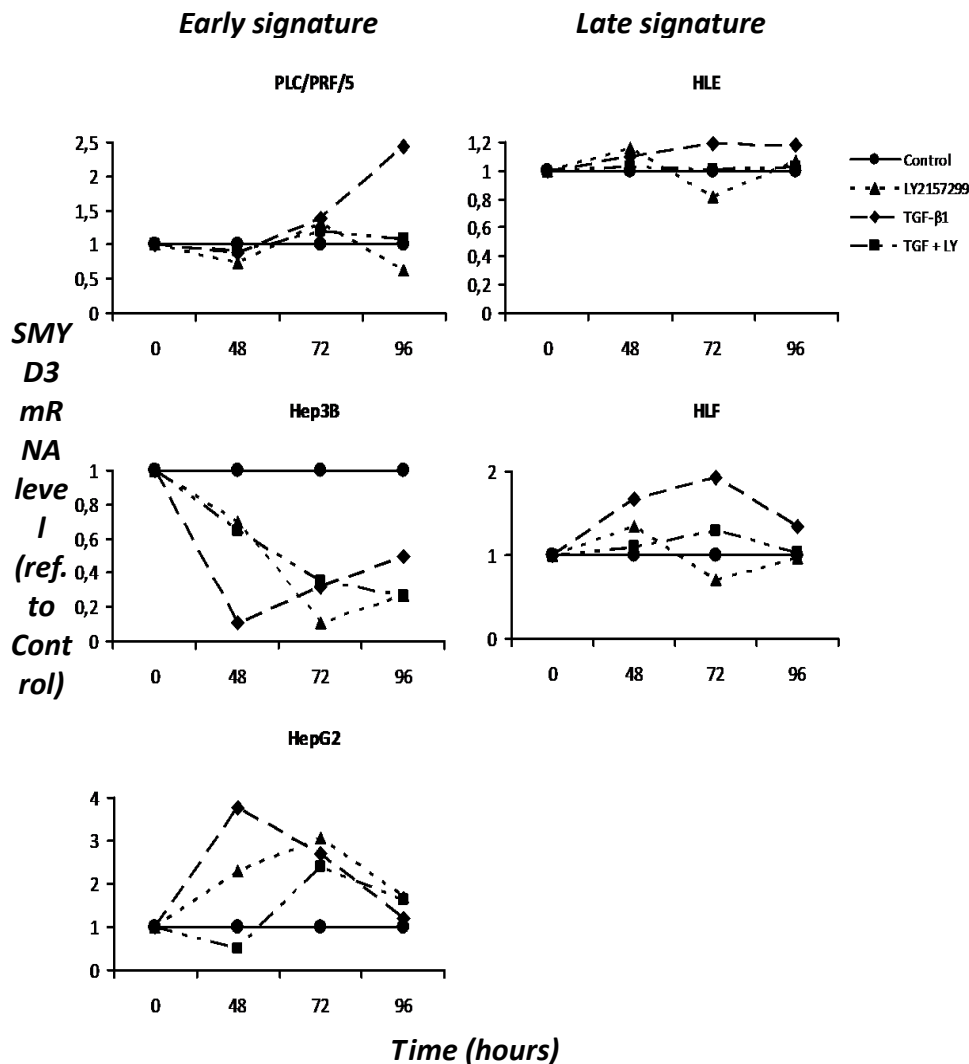 Early signature
Late signature
PLC/PRF/5
2,5
2
1,5
1
0,5
0
0 48 72 96
HLE
1,2
1
0,8
0,6
0,4
0,2
0
0 48 72 96
Control
LY2157299
TGF-β1
TGF + LY
SMY
D3
mR
NA
leve
l
(ref.
to
Cont
rol)
Hep3B
1
0,8
0,6
0,4
0,2
0
0 48 72 96
HLF
2
1
0
0 48 72 96
HepG2
4
3
2
1
0
0 48 72 96
Time (hours)